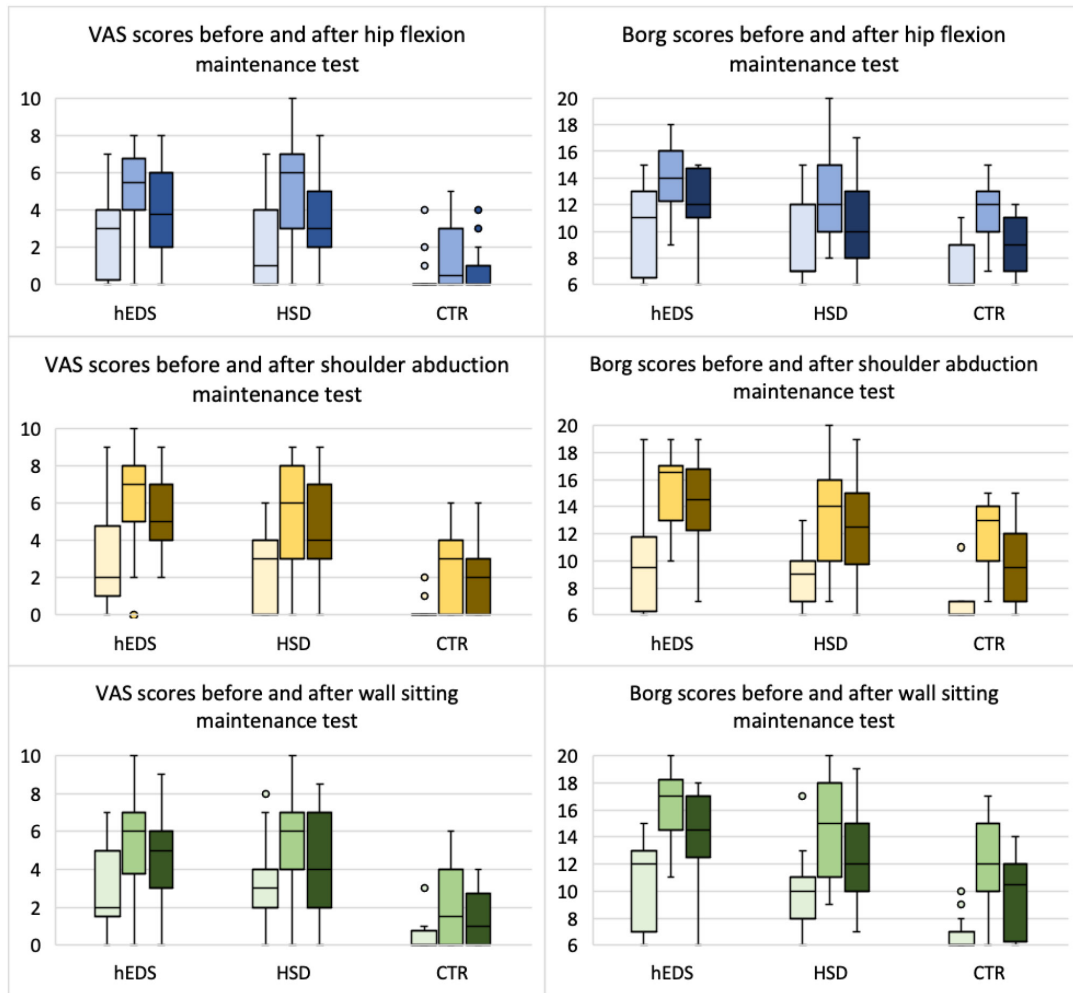 VAS scores before and after hip flexion
maintenance test
10
8
6
4
2
0
hEDS HSD CTR
Borg scores before and after hip flexion
maintenance test
20
18
16
14
12
10
8
6
hEDS HSD CTR
VAS scores before and after shoulder abduction
maintenance test
10
8
6
4
2
0
hEDS HSD CTR
Borg scores before and after shoulder abduction
maintenance test
20
18
16
14
12
10
8
6
hEDS HSD CTR
VAS scores before and after wall sitting
maintenance test
10
8
6
4
2
0
hEDS HSD CTR
Borg scores before and after wall sitting
maintenance test
20
18
16
14
12
10
8
6
hEDS HSD CTR